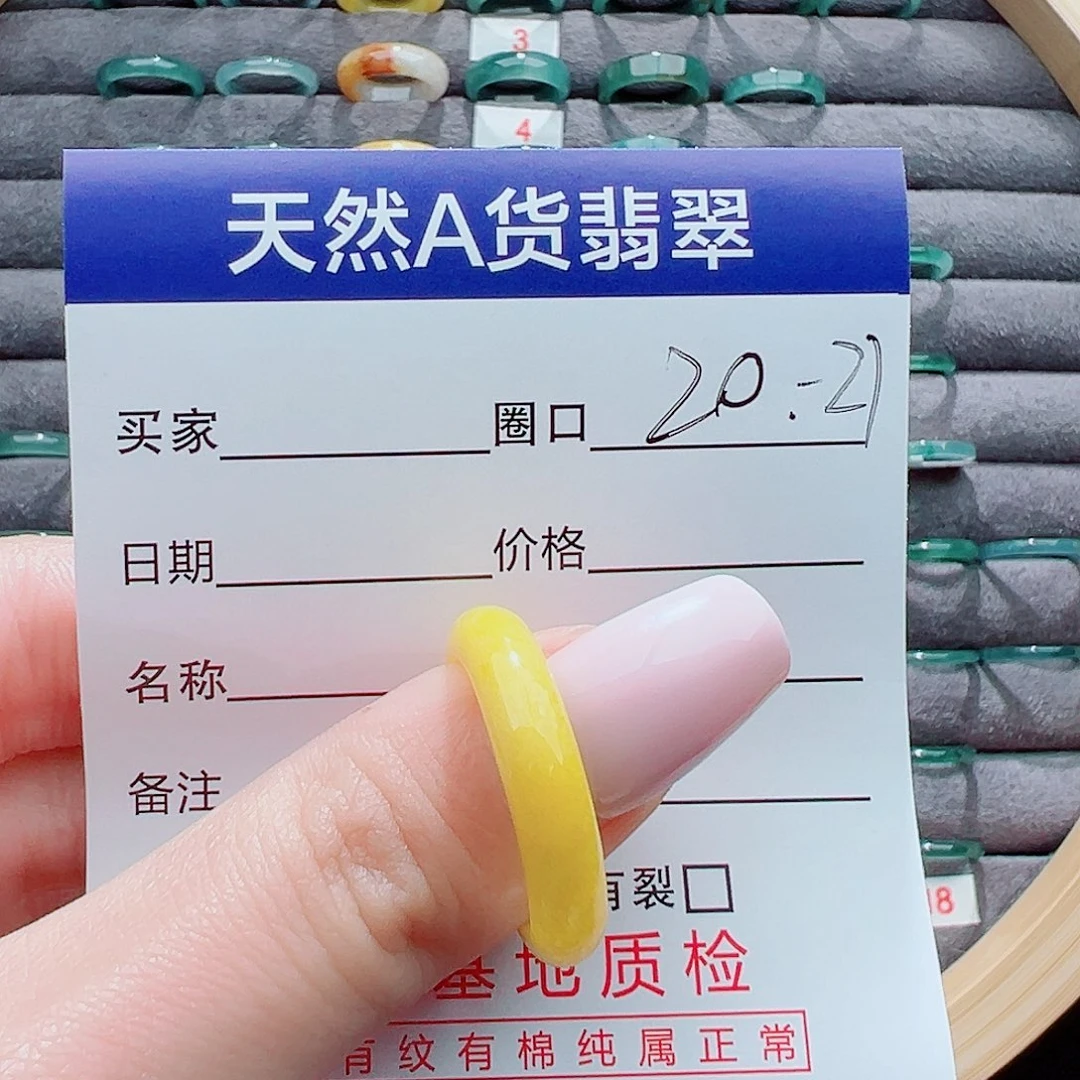 3
4
天然A货翡翠
买家 圈口 20.-21
日期 价格
名称
备注
有裂
18
基地质检
有纹有棉纯属正常